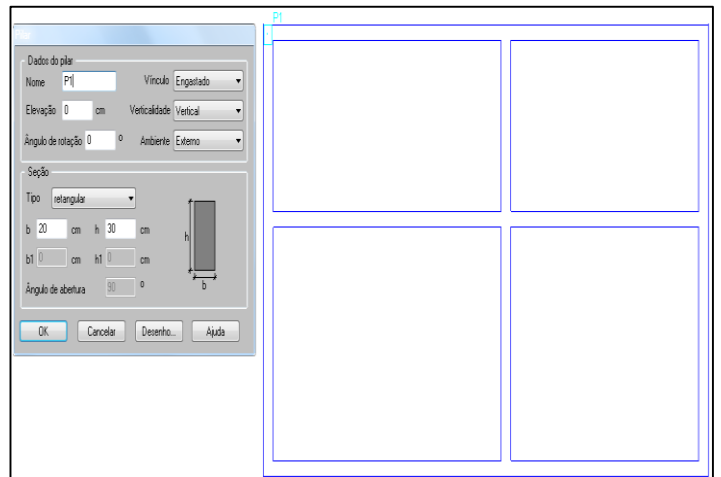 Pilar
Dados do pilar
Nome P1 Vínculo Engastado
Elevação 0 cm Verticalidade Vertical
Ângulo de rotação 0 º Ambiente Externo
Seção
Tipo retangular
b 20 cm h 30 cm
b1 0 cm h1 0 cm
Ângulo de abertura 90 º
h
b
OK Cancelar Desenho... Ajuda
P1